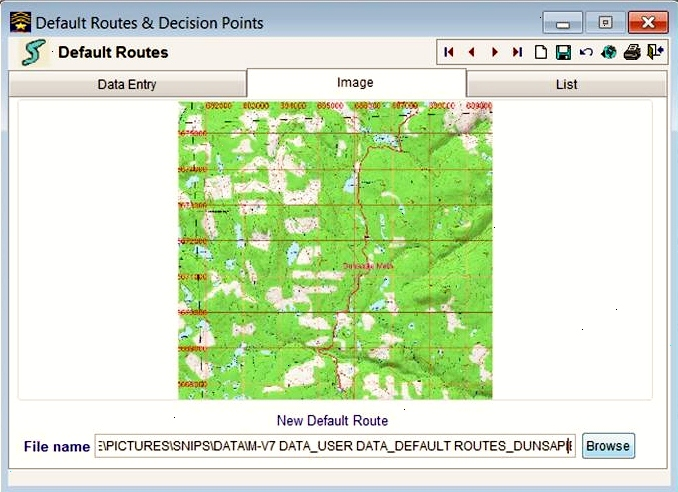 Default Routes & Decision Points
Default Routes
Data Entry
Image
List
New Default Route
File name
E\PICTURES\SNIPS\DATA\M-V7 DATA_USER DATA_DEFAULT ROUTES_DUNSAPIE
Browse